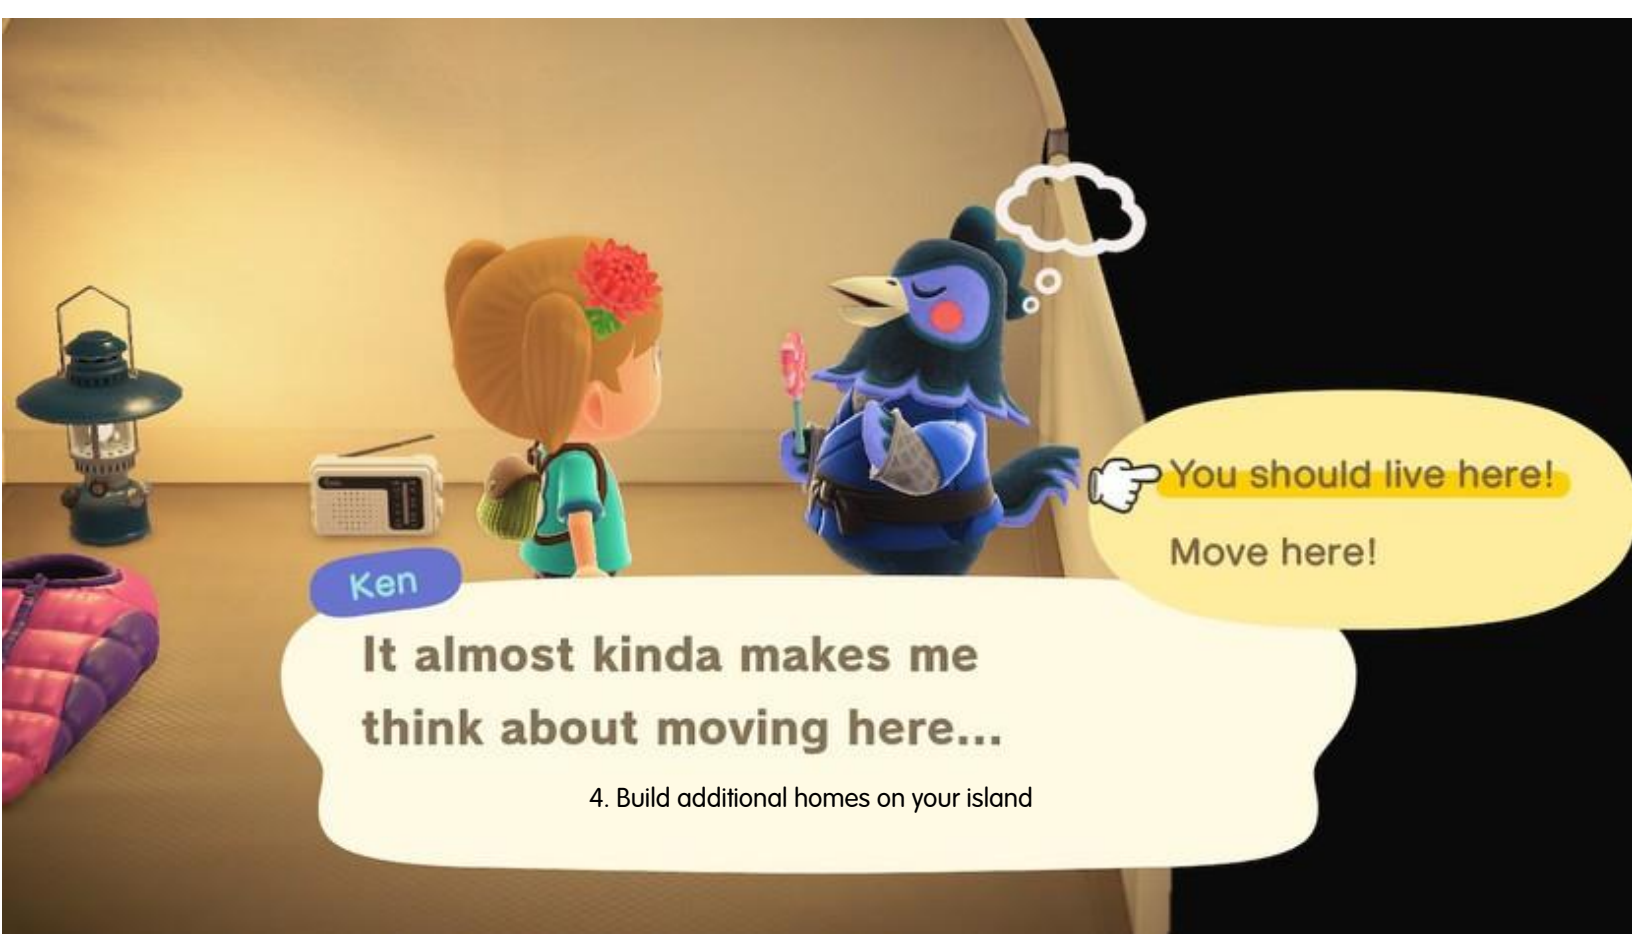 You should live here!
Move here!
Ken
It almost kinda makes me
think about moving here...
4. Build additional homes on your island